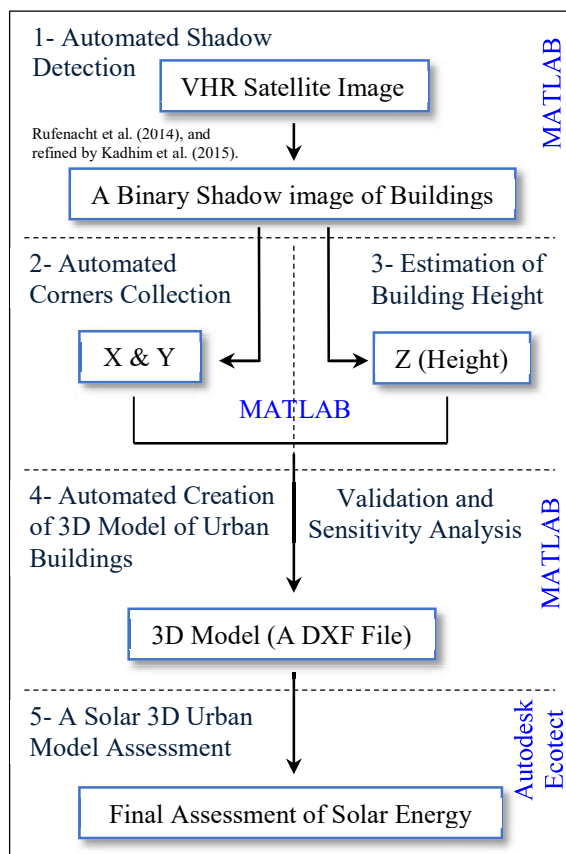 1- Automated Shadow
Detection
MATLAB
VHR Satellite Image
Rufenacht et al. (2014), and
refined by Kadhim et al. (2015).
A Binary Shadow image of Buildings
2- Automated
Corners Collection
3- Estimation of
Building Height
X & Y
Z (Height)
MATLAB
4- Automated Creation
of 3D Model of Urban
Buildings
Validation and
Sensitivity Analysis
MATLAB
3D Model (A DXF File)
5- A Solar 3D Urban
Model Assessment
Autodesk
Ecotect
Final Assessment of Solar Energy